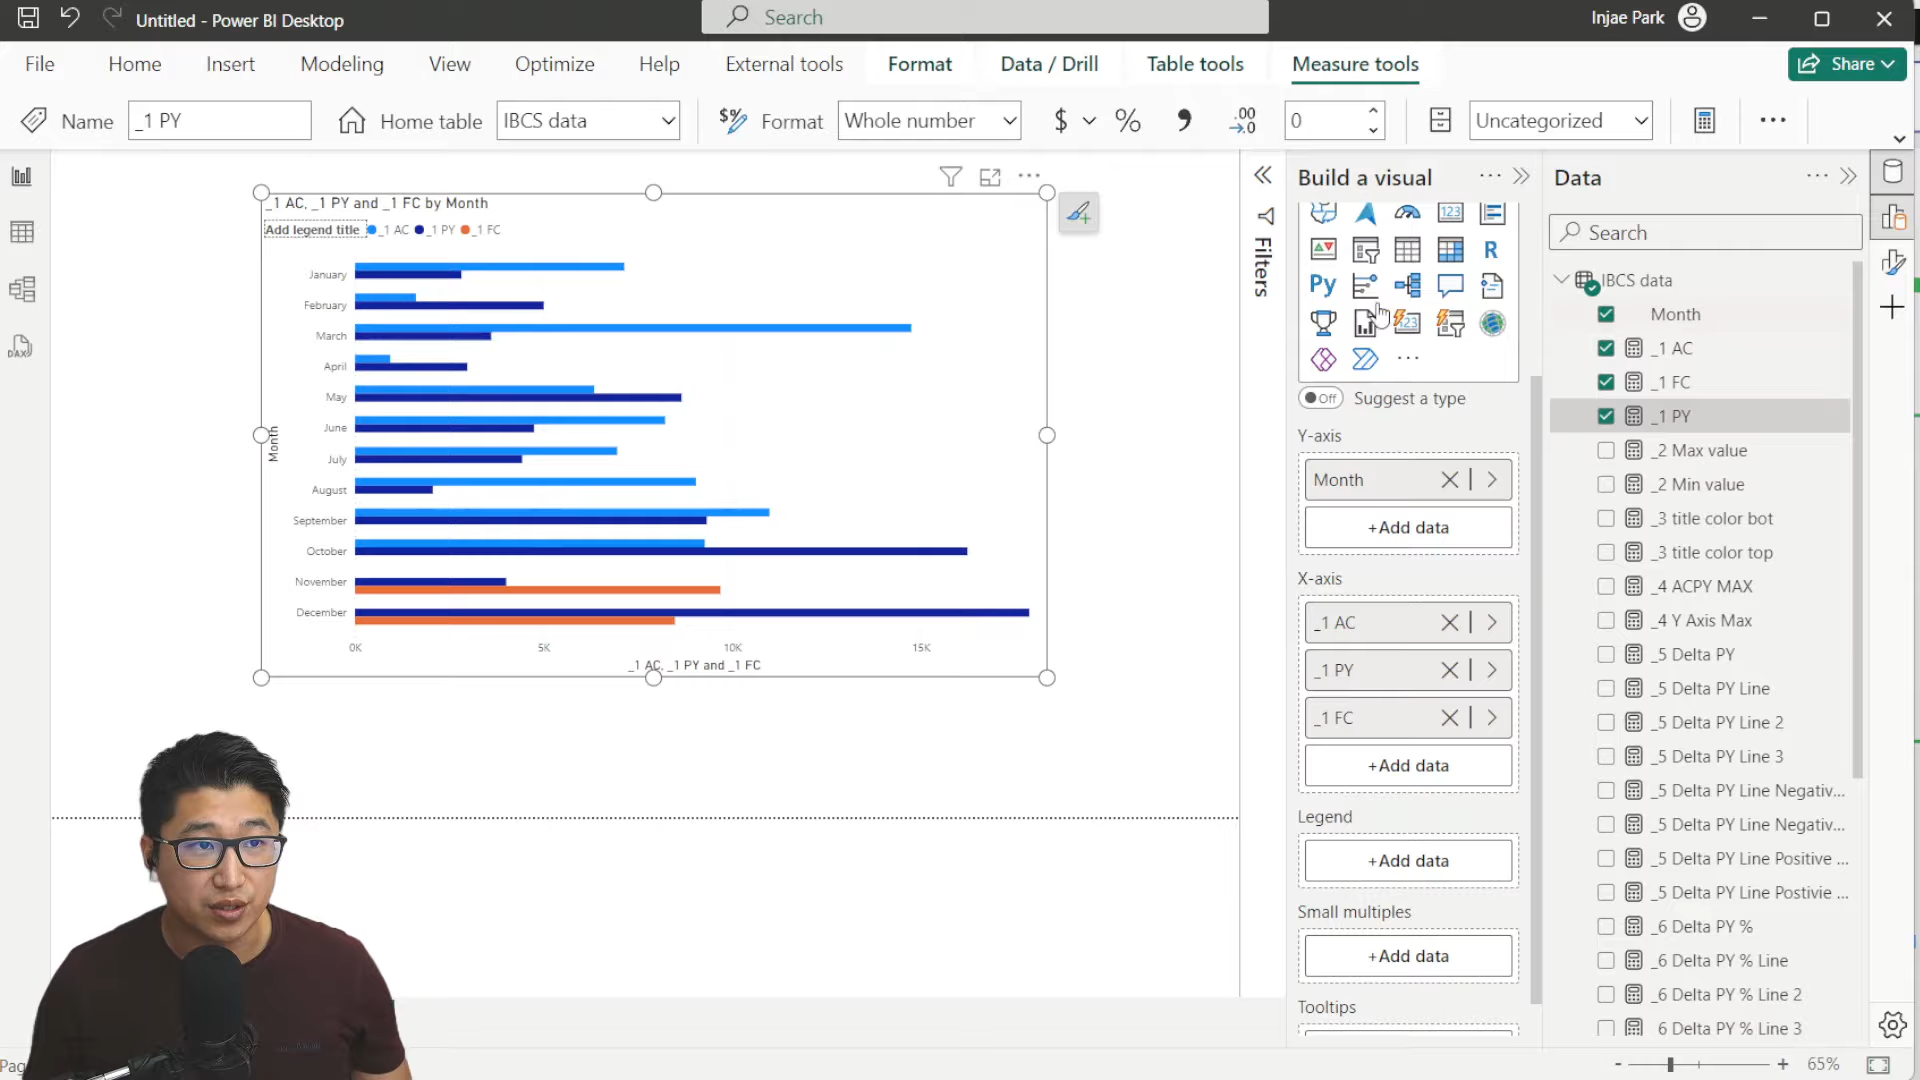 Untitled - Power BI Desktop
Search
Injae Park
File Home Insert Modeling View Optimize Help External tools Format Data / Drill Table tools Measure tools
Share
Name
_1 PY
Home table
IBCS data
$% Format
Whole number
$ % , .00 →.0
0
Uncategorized
_1 AC, _1 PY and _1 FC by Month
Add legend title _1 AC _1 PY _1 FC
January
February
March
April
May
June
July
August
September
October
November
December
Month
0K 5K 10K 15K
_1 AC, _1 PY and _1 FC
Filters
Build a visual
123
R
Py
123
Off Suggest a type
Y-axis
Month
+Add data
X-axis
_1 AC
_1 PY
_1 FC
+Add data
Legend
+Add data
Small multiples
+Add data
Tooltips
Data
Search
IBCS data
Month
_1 AC
_1 FC
_1 PY
_2 Max value
_2 Min value
_3 title color bot
_3 title color top
_4 ACPY MAX
_4 Y Axis Max
_5 Delta PY
_5 Delta PY Line
_5 Delta PY Line 2
_5 Delta PY Line 3
_5 Delta PY Line Negativ...
_5 Delta PY Line Negativ...
_5 Delta PY Line Positive ...
_5 Delta PY Line Postivie ...
_6 Delta PY %
_6 Delta PY % Line
_6 Delta PY % Line 2
6 Delta PY % Line 3
DAX
Pag
- + 65%